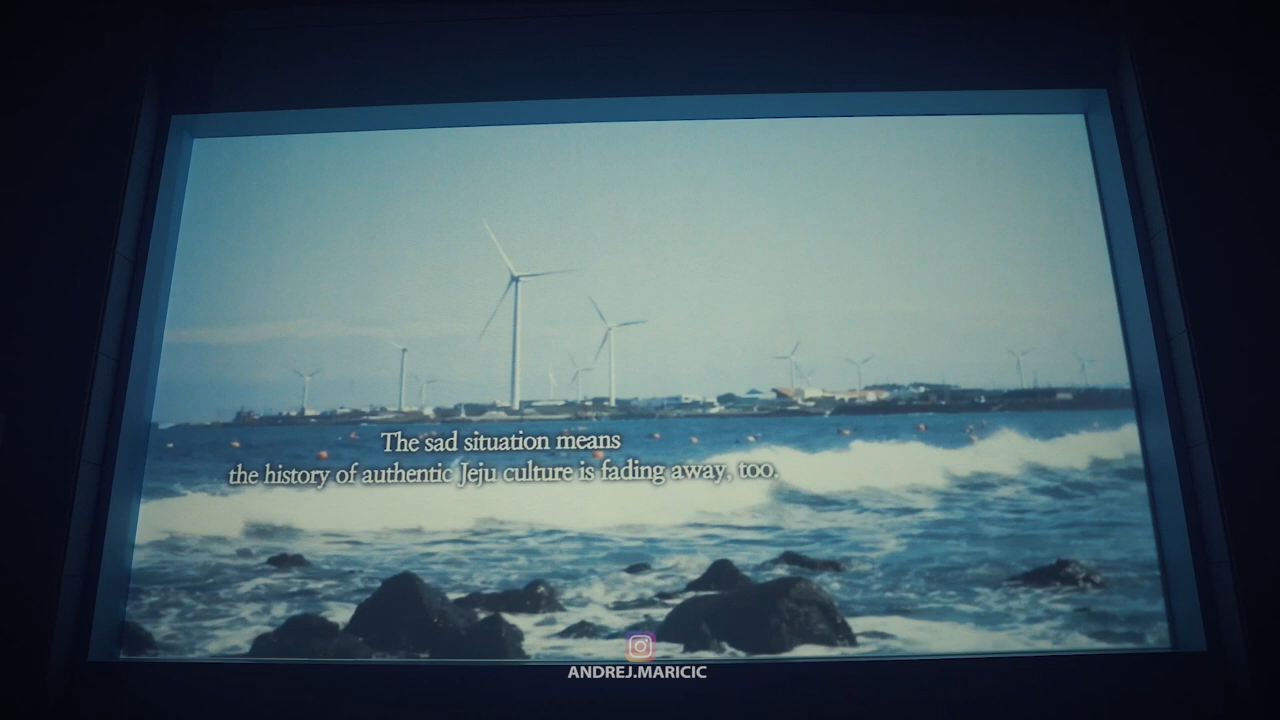 The sad situation means
the history of authentic Jeju culture is fading away, too.
ANDREJ.MARICIC